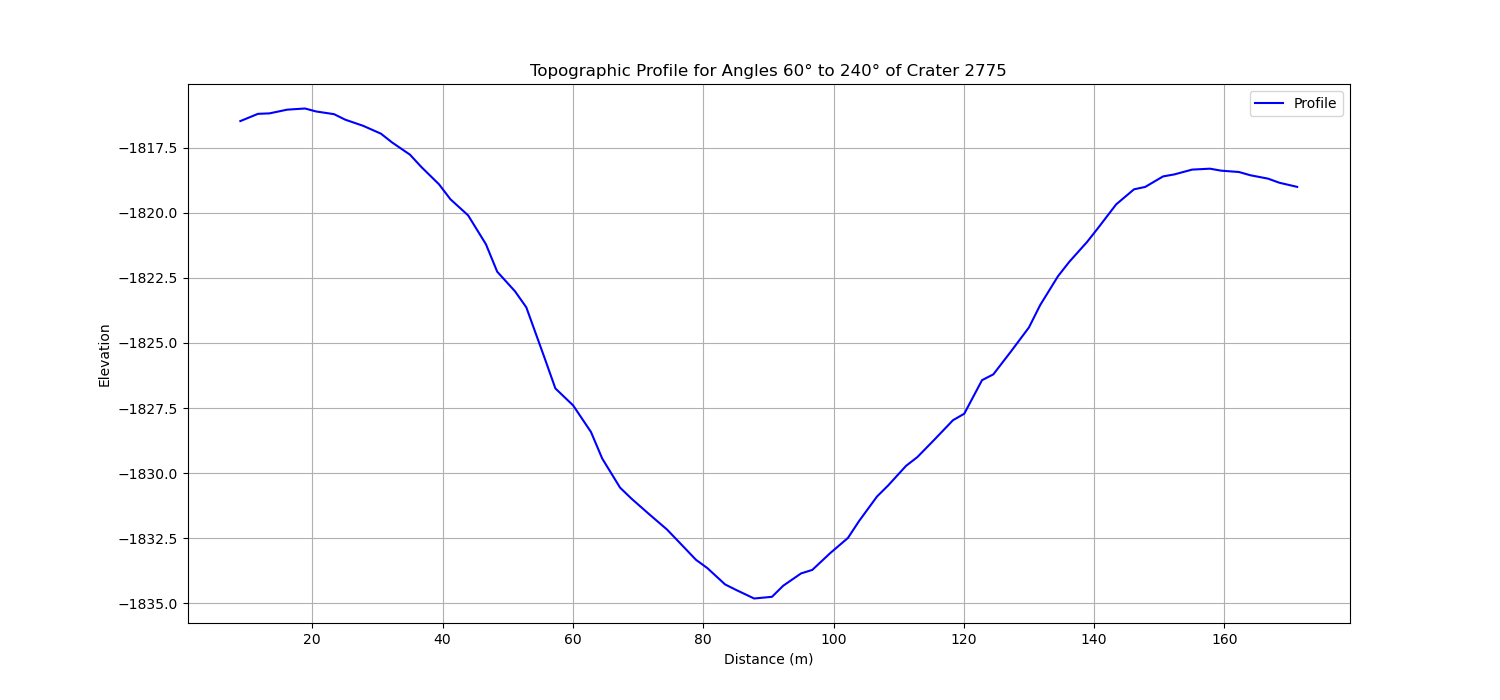 Topographic Profile for Angles 60° to 240° of Crater 2775
Profile
−1817.5
−1820.0
−1822.5
−1825.0
−1827.5
−1830.0
−1832.5
−1835.0
Elevation
20 40 60 80 100 120 140 160
Distance (m)